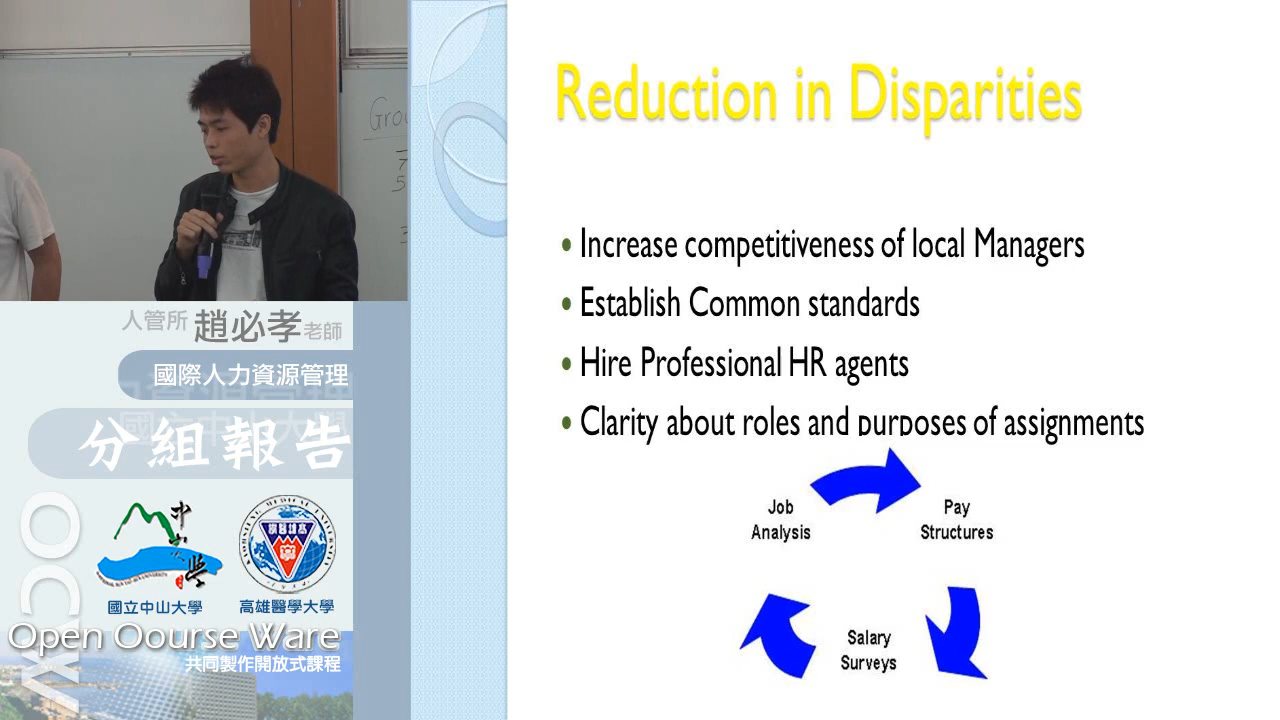 Reduction in Disparities
• Increase competitiveness of local Managers
• Establish Common standards
• Hire Professional HR agents
• Clarity about roles and purposes of assignments
Job
Analysis
Pay
Structures
Salary
Surveys
人管所 趙必孝老師
國際人力資源管理
分組報告
OCW
國立中山大學
高雄醫學大學
Open Oourse Ware
共同製作開放式課程